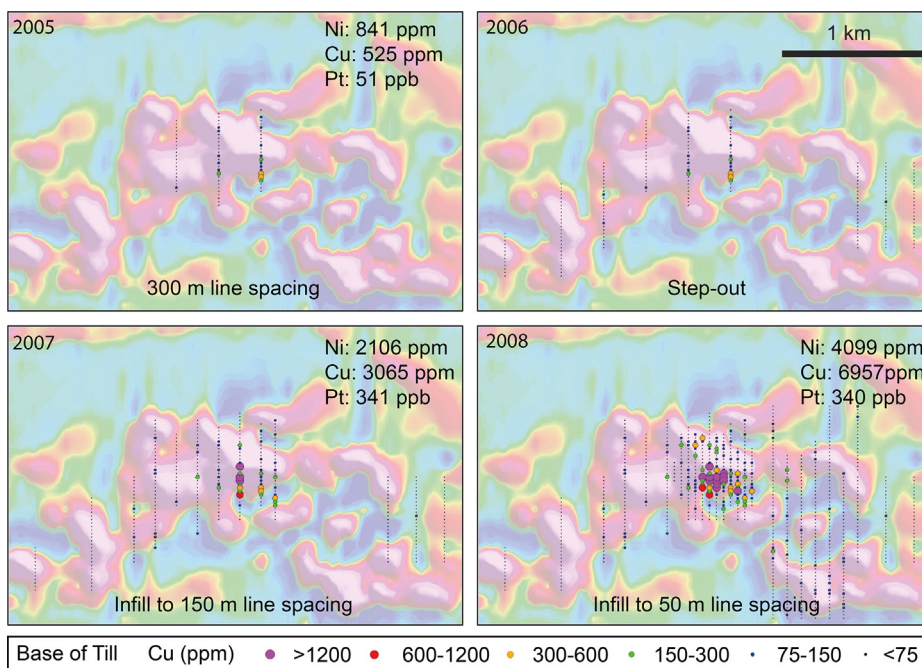 2005
Ni: 841 ppm
Cu: 525 ppm
Pt: 51 ppb
300 m line spacing
2006
1 km
Step-out
2007
Ni: 2106 ppm
Cu: 3065 ppm
Pt: 341 ppb
Infill to 150 m line spacing
2008
Ni: 4099 ppm
Cu: 6957ppm
Pt: 340 ppb
Infill to 50 m line spacing
Base of Till Cu (ppm) >1200 600-1200 300-600 150-300 75-150 <75